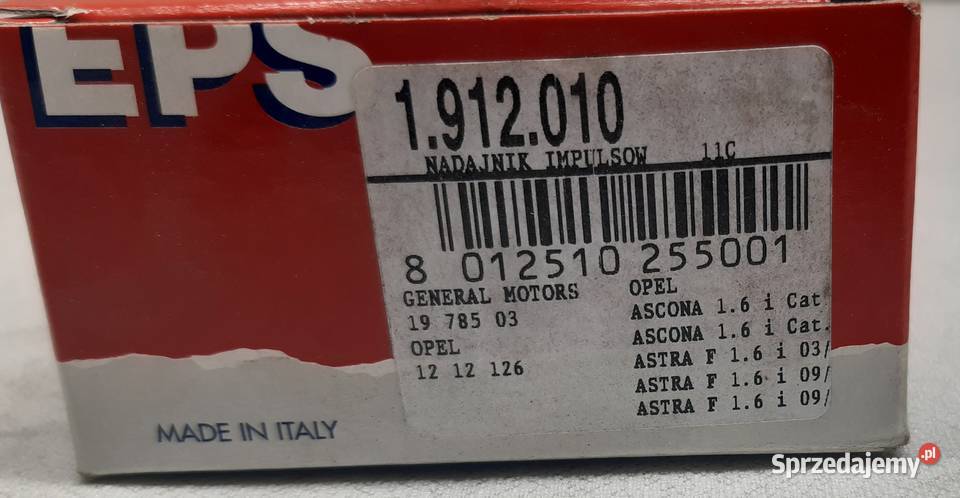 EPS
1.912.010
NADAJNIK IMPULSOW 11C
8 012510 255001
GENERAL MOTORS
19 785 03
OPEL
12 12 126
OPEL
ASCONA 1.6 i Cat
ASCONA 1.6 i Cat.
ASTRA F 1.6 i 03/
ASTRA F 1.6 i 09/
ASTRA F 1.6 i 09/
MADE IN ITALY
Sprzedajemy.pl